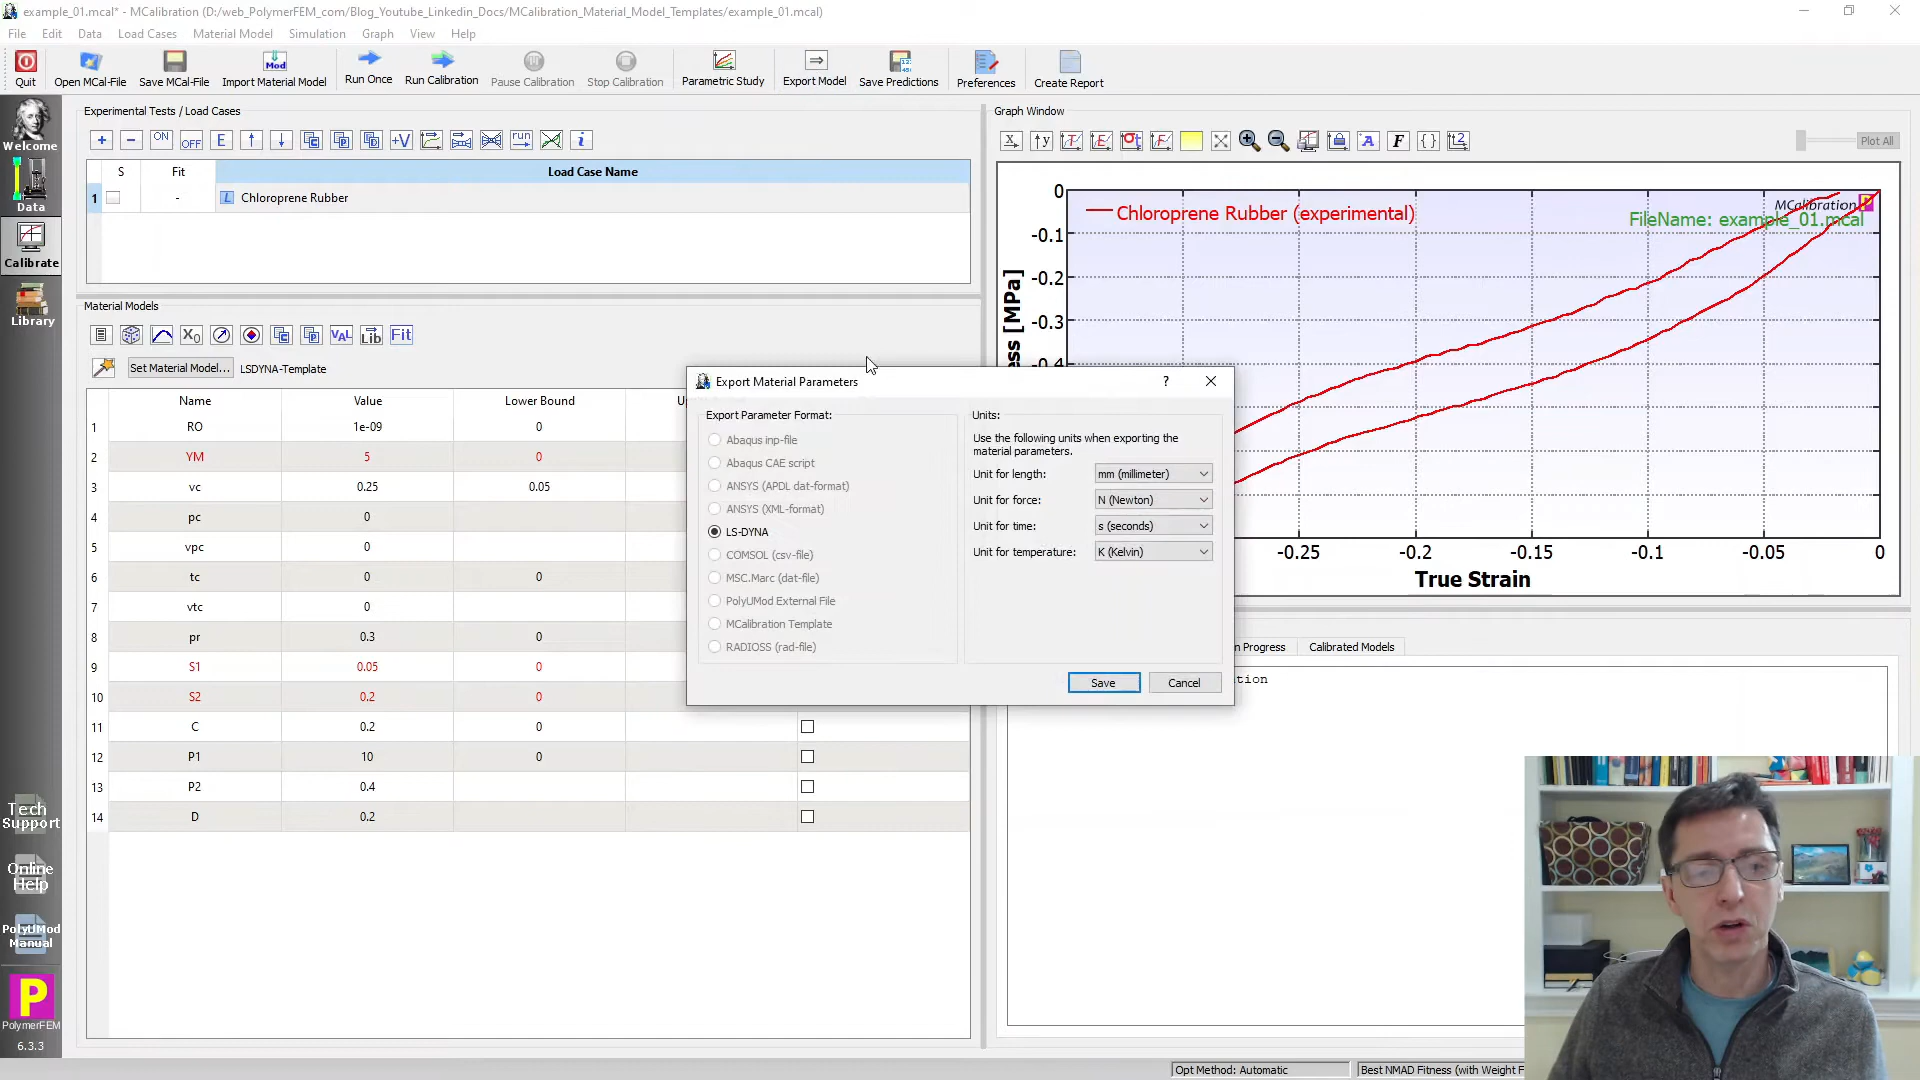 example_01.mcal* - MCalibration (D:/web_PolymerFEM_com/Blog_Youtube_Linkedin_Docs/MCalibration_Material_Model_Templates/example_01.mcal)
File Edit Data Load Cases Material Model Simulation Graph View Help
Mod
Quit Open MCal-File Save MCal-File Import Material Model Run Once Run Calibration Pause Calibration Stop Calibration Parametric Study Export Model Save Predictions Preferences Create Report
Welcome
Data
Calibrate
Library
Tech Support
Online Help
PolyUMod Manual
P
PolymerFEM
6.3.3
Experimental Tests / Load Cases
ON OFF E +V run i
S Fit Load Case Name
1 - L Chloroprene Rubber
Material Models
X0 VAL Lib Fit
Set Material Model... LSDYNA-Template
Name Value Lower Bound
1 RO 1e-09 0
2 YM 5 0
3 vc 0.25 0.05
4 pc 0
5 vpc 0
6 tc 0 0
7 vtc 0
8 pr 0.3 0
9 S1 0.05 0
10 S2 0.2 0
11 C 0.2 0
12 P1 10 0
13 P2 0.4
14 D 0.2
Export Material Parameters ?
Export Parameter Format:
Abaqus inp-file
Abaqus CAE script
ANSYS (APDL dat-format)
ANSYS (XML-format)
LS-DYNA
COMSOL (csv-file)
MSC.Marc (dat-file)
PolyUMod External File
MCalibration Template
RADIOSS (rad-file)
Units:
Use the following units when exporting the
material parameters.
Unit for length: mm (millimeter)
Unit for force: N (Newton)
Unit for time: s (seconds)
Unit for temperature: K (Kelvin)
Save Cancel
Graph Window
Plot All
Chloroprene Rubber (experimental)
MCalibration P
FileName: example_01.mcal
0
-0.1
-0.2
-0.3
-0.4
ess [MPa]
-0.25 -0.2 -0.15 -0.1 -0.05 0
True Strain
n Progress Calibrated Models
tion
Opt Method: Automatic Best NMAD Fitness (with Weight F